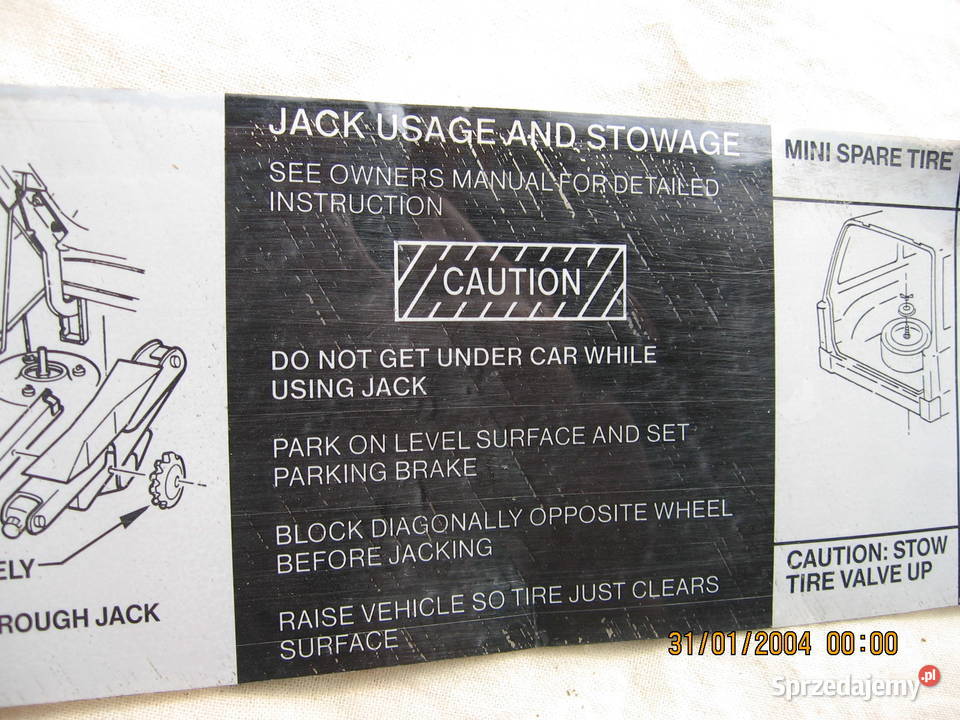 ELY
ROUGH JACK
JACK USAGE AND STOWAGE
SEE OWNERS MANUAL FOR DETAILED
INSTRUCTION
CAUTION
DO NOT GET UNDER CAR WHILE
USING JACK
PARK ON LEVEL SURFACE AND SET
PARKING BRAKE
BLOCK DIAGONALLY OPPOSITE WHEEL
BEFORE JACKING
RAISE VEHICLE SO TIRE JUST CLEARS
SURFACE
MINI SPARE TIRE
CAUTION: STOW
TIRE VALVE UP
31/01/2004 00:00
Sprzedajemy.pl